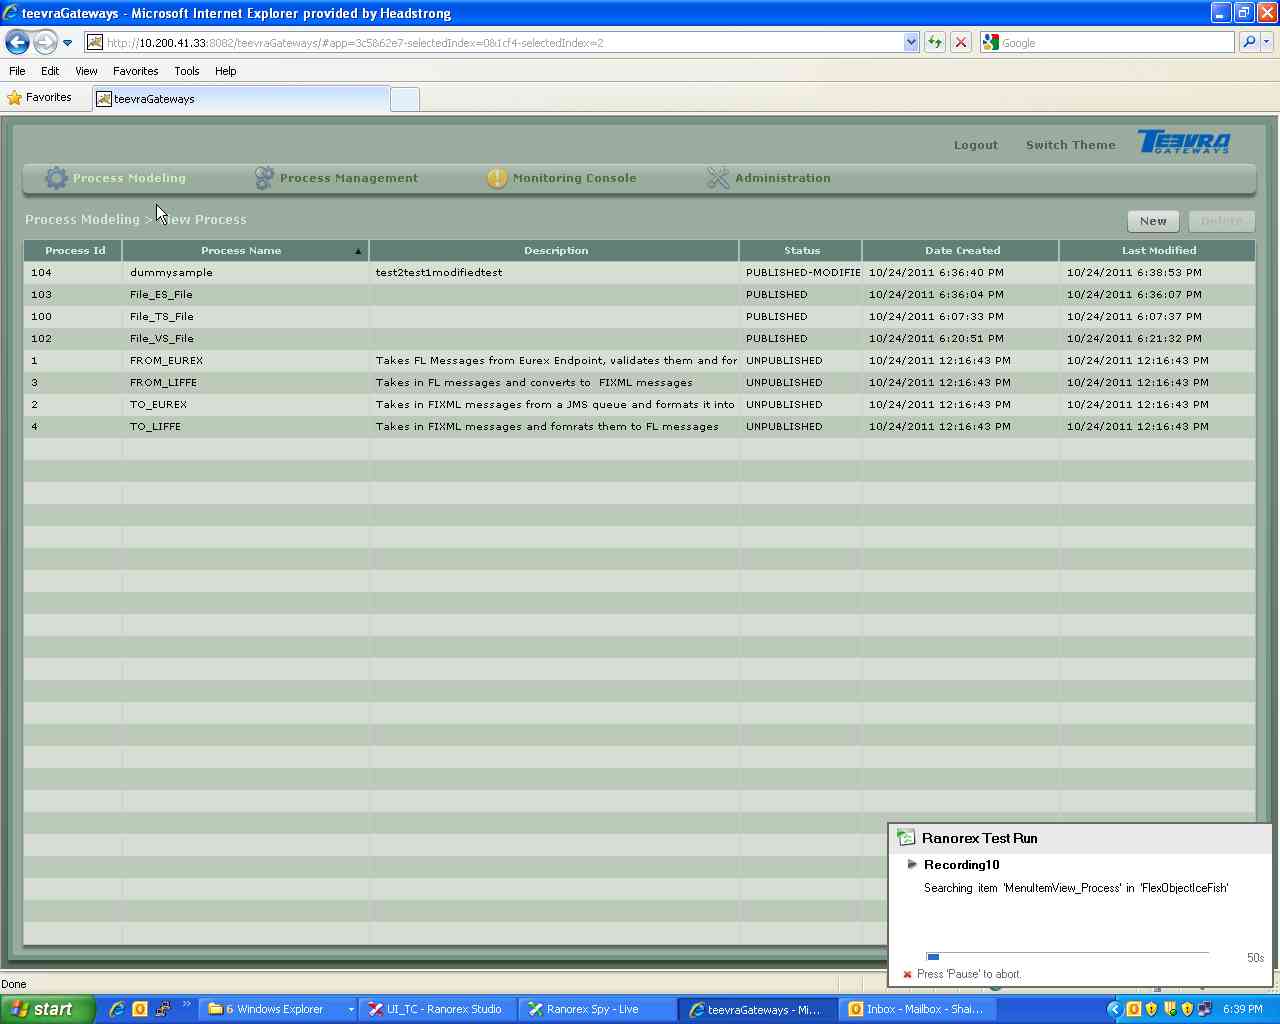 teevraGateways - Microsoft Internet Explorer provided by Headstrong
http://10.200.41.33:8082/teevraGateways/#app=3c5862e7-selectedIndex=0&1cf4-selectedIndex=2
Google
File Edit View Favorites Tools Help
Favorites teevraGateways
Logout Switch Theme TEEVRA GATEWAYS
Process Modeling Process Management Monitoring Console Administration
Process Modeling > View Process New Delete
Process Id Process Name Description Status Date Created Last Modified
104 dummysample test2test1modifiedtest PUBLISHED-MODIFIE 10/24/2011 6:36:40 PM 10/24/2011 6:38:53 PM
103 File_ES_File PUBLISHED 10/24/2011 6:36:04 PM 10/24/2011 6:36:07 PM
100 File_TS_File PUBLISHED 10/24/2011 6:07:33 PM 10/24/2011 6:07:37 PM
102 File_VS_File PUBLISHED 10/24/2011 6:20:51 PM 10/24/2011 6:21:32 PM
1 FROM_EUREX Takes FL Messages from Eurex Endpoint, validates them and for UNPUBLISHED 10/24/2011 12:16:43 PM 10/24/2011 12:16:43 PM
3 FROM_LIFFE Takes in FL messages and converts to FIXML messages UNPUBLISHED 10/24/2011 12:16:43 PM 10/24/2011 12:16:43 PM
2 TO_EUREX Takes in FIXML messages from a JMS queue and formats it into UNPUBLISHED 10/24/2011 12:16:43 PM 10/24/2011 12:16:43 PM
4 TO_LIFFE Takes in FIXML messages and fomrats them to FL messages UNPUBLISHED 10/24/2011 12:16:43 PM 10/24/2011 12:16:43 PM
Ranorex Test Run
Recording10
Searching item 'MenuItemView_Process' in 'FlexObjectIceFish'
50s
Press 'Pause' to abort.
Done
start 6 Windows Explorer UI_TC - Ranorex Studio Ranorex Spy - Live teevraGateways - Mi... Inbox - Mailbox - Shai... 6:39 PM